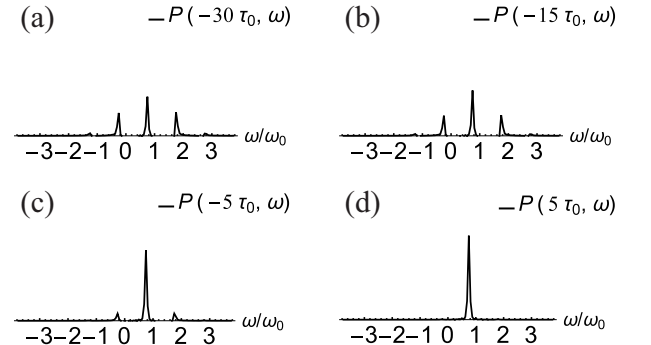 (a) — P(−30 τ₀, ω)
ω/ω₀
−3−2−1 0 1 2 3
(b) — P(−15 τ₀, ω)
ω/ω₀
−3−2−1 0 1 2 3
(c) — P(−5 τ₀, ω)
ω/ω₀
−3−2−1 0 1 2 3
(d) — P(5 τ₀, ω)
ω/ω₀
−3−2−1 0 1 2 3